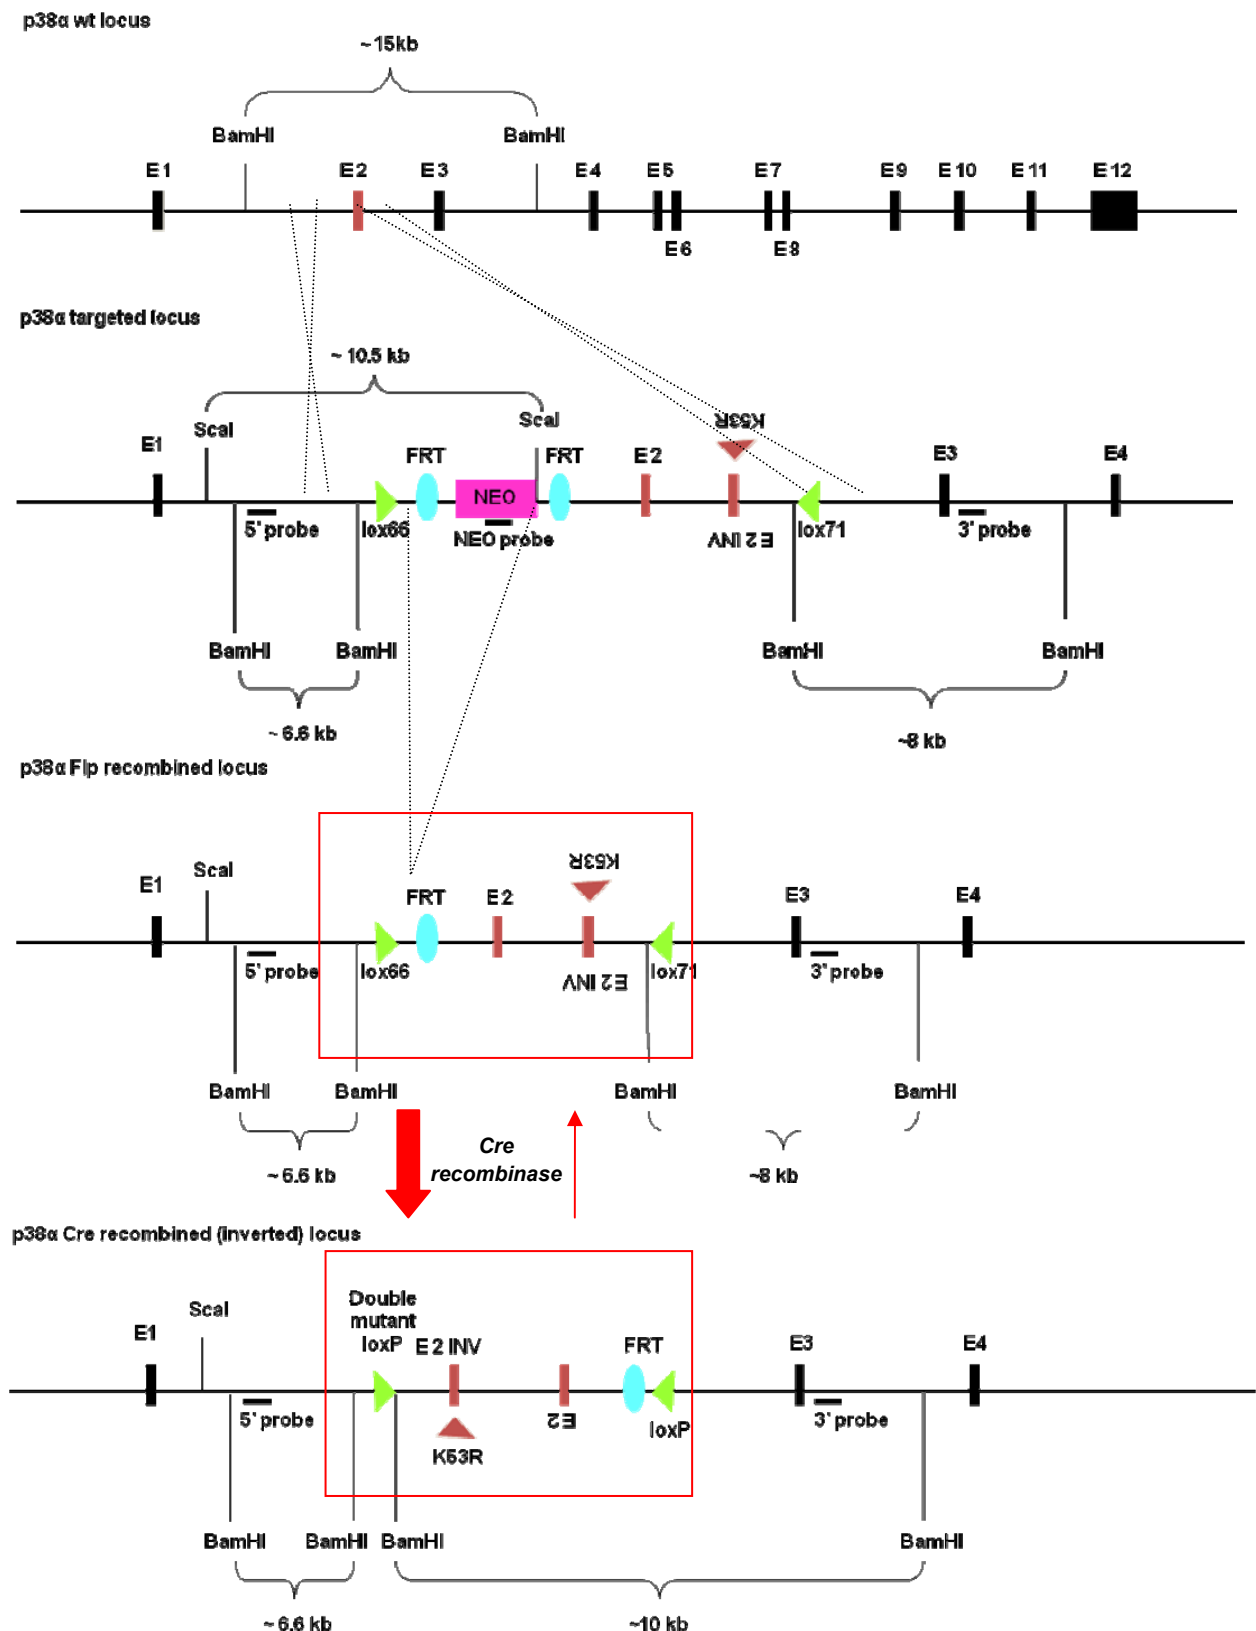 p38α wt locus
~15kb
BamHI BamHI
E1 E2 E3 E4 E5 E7 E9 E10 E11 E12
E6 E8
p38α targeted locus
~ 10.5 kb
ScaI ScaI
K53R
E1 FRT FRT E2 E3 E4
NEO
5' probe lox66 NEO probe E2 INV lox71 3' probe
BamHI BamHI BamHI BamHI
~ 6.6 kb ~8 kb
p38α Flp recombined locus
K53R
ScaI
E1 FRT E2 E3 E4
5' probe lox66 E2 INV lox71 3' probe
BamHI BamHI BamHI BamHI
Cre
recombinase
~ 6.6 kb ~8 kb
p38α Cre recombined (inverted) locus
Double
mutant
loxP
ScaI
E1 E2 INV FRT E3 E4
5' probe E2 loxP 3' probe
K53R
BamHI BamHI BamHI BamHI
~ 6.6 kb ~10 kb